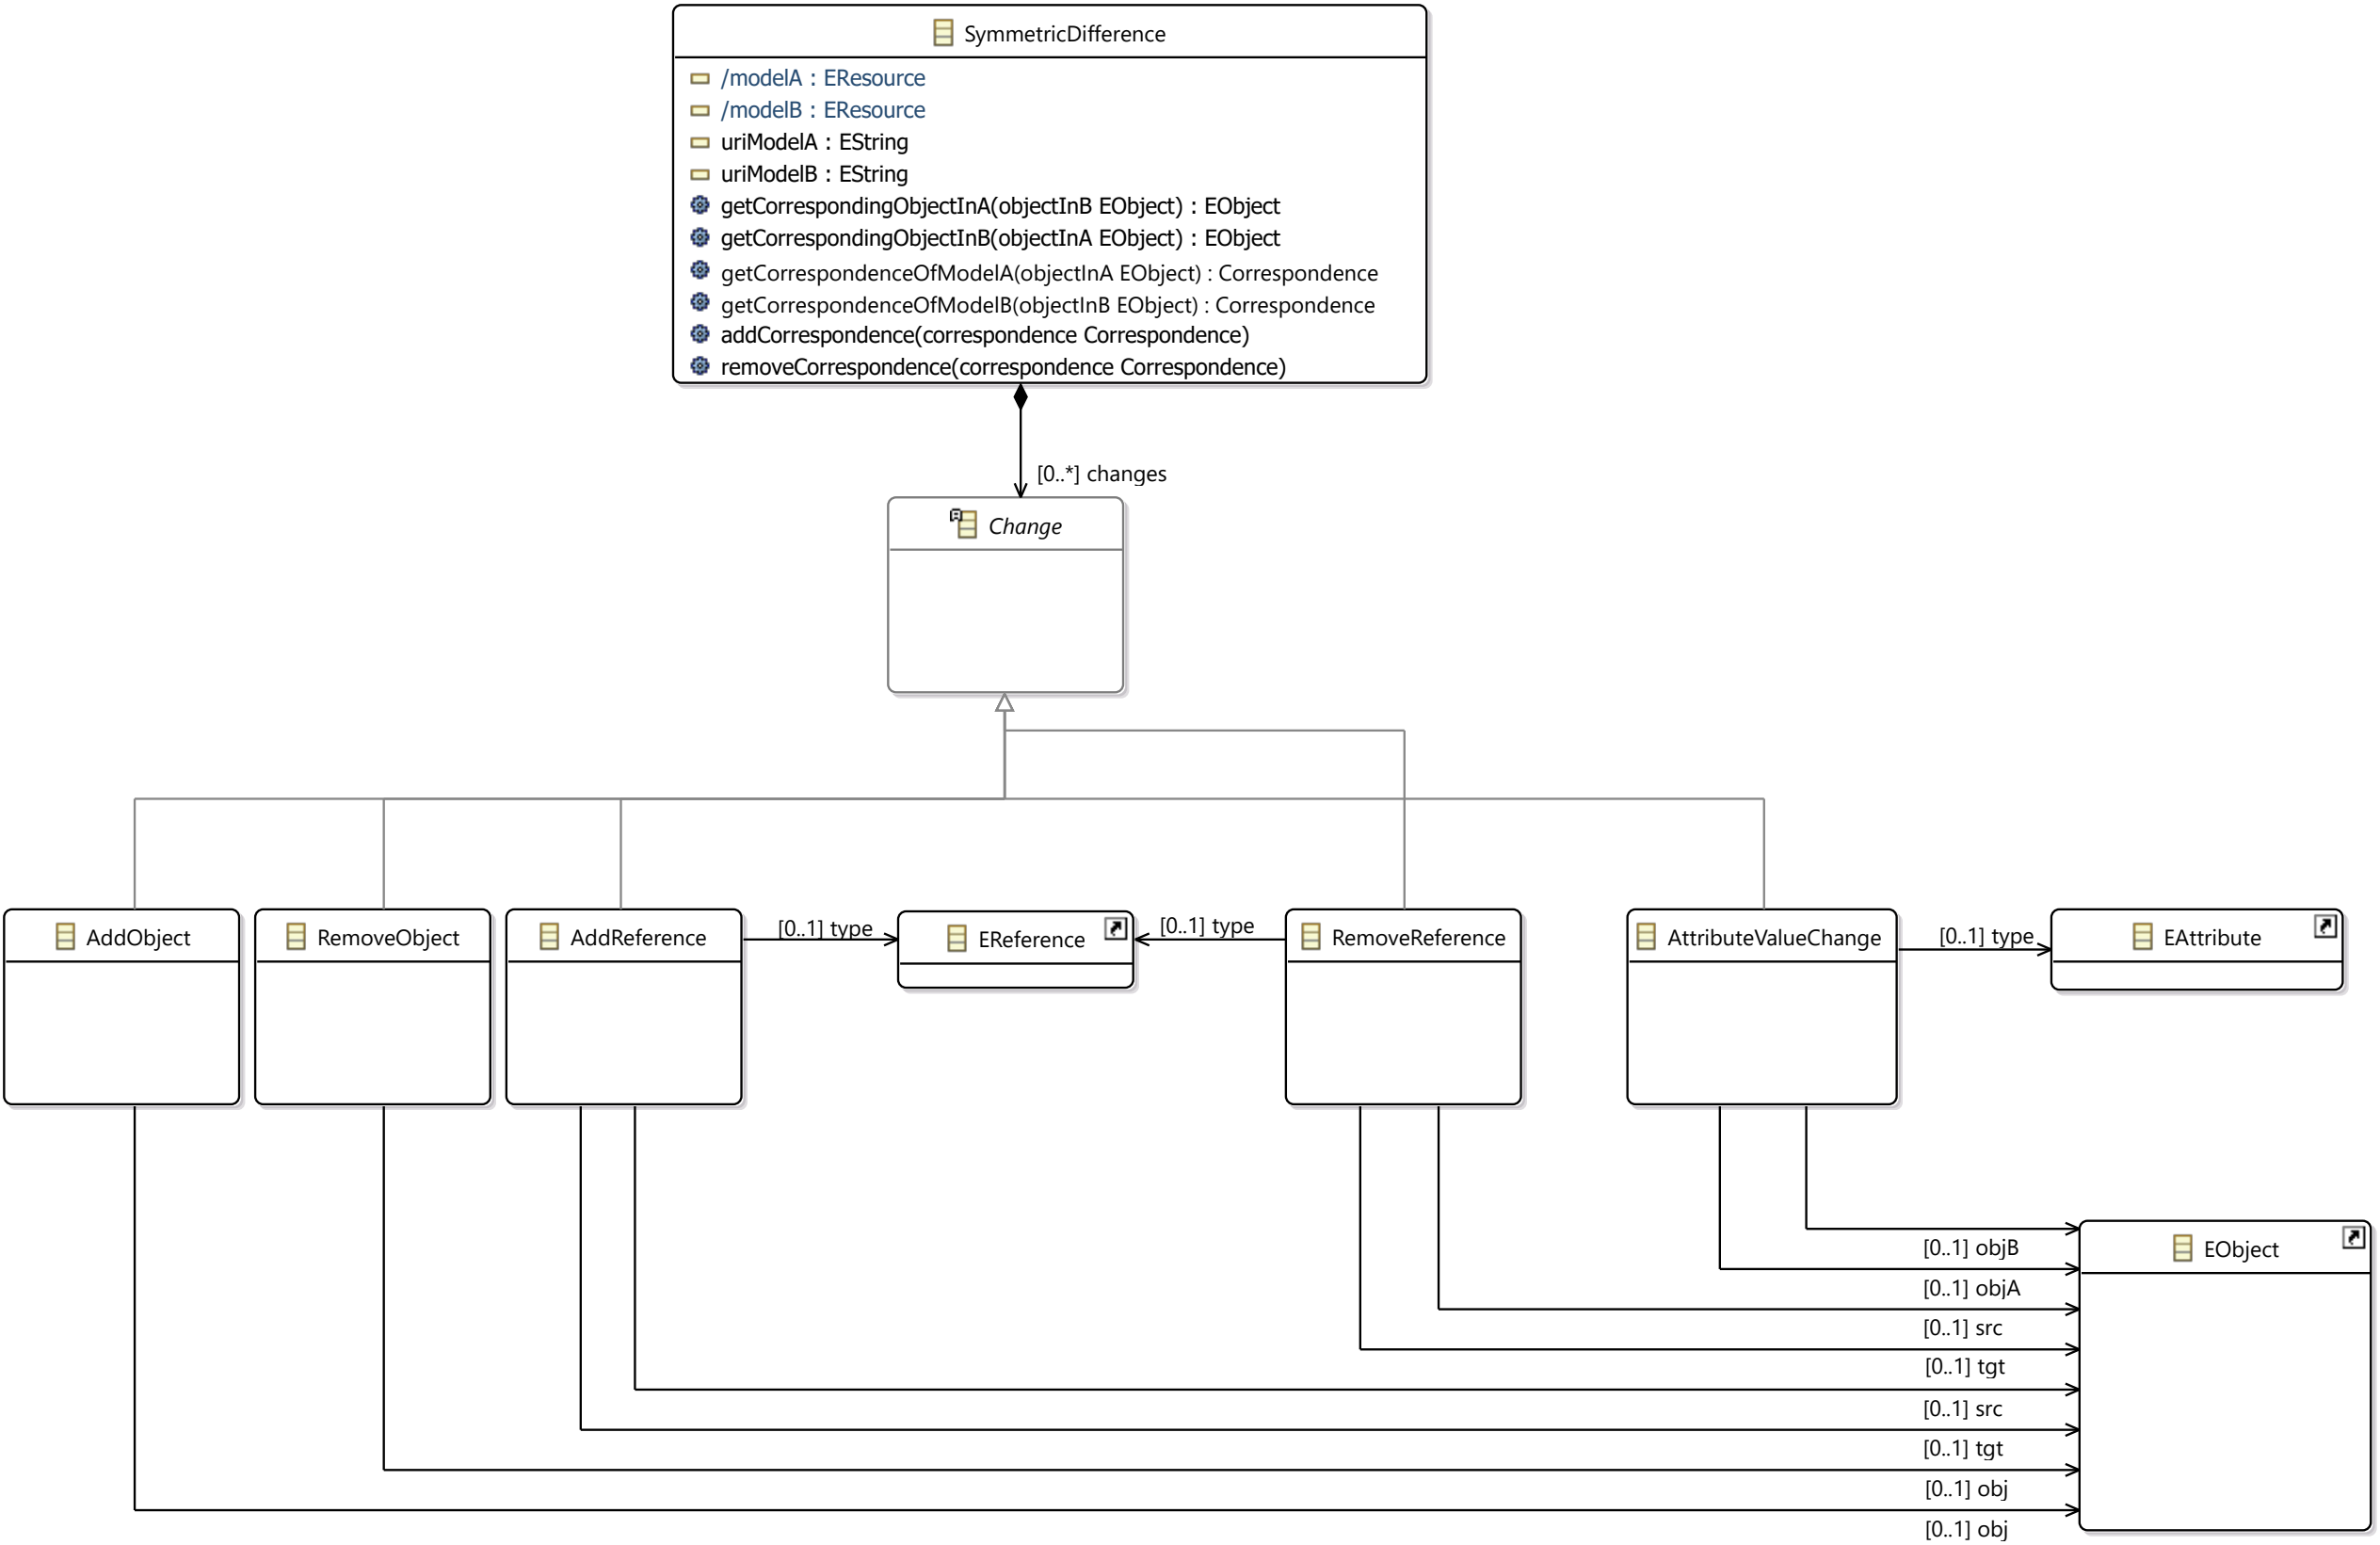 SymmetricDifference
/modelA : EResource
/modelB : EResource
uriModelA : EString
uriModelB : EString
getCorrespondingObjectInA(objectInB EObject) : EObject
getCorrespondingObjectInB(objectInA EObject) : EObject
getCorrespondenceOfModelA(objectInA EObject) : Correspondence
getCorrespondenceOfModelB(objectInB EObject) : Correspondence
addCorrespondence(correspondence Correspondence)
removeCorrespondence(correspondence Correspondence)
[0..*] changes
Change
AddObject
RemoveObject
AddReference
[0..1] type
EReference
[0..1] type
RemoveReference
AttributeValueChange
[0..1] type
EAttribute
EObject
[0..1] objB
[0..1] objA
[0..1] src
[0..1] tgt
[0..1] src
[0..1] tgt
[0..1] obj
[0..1] obj